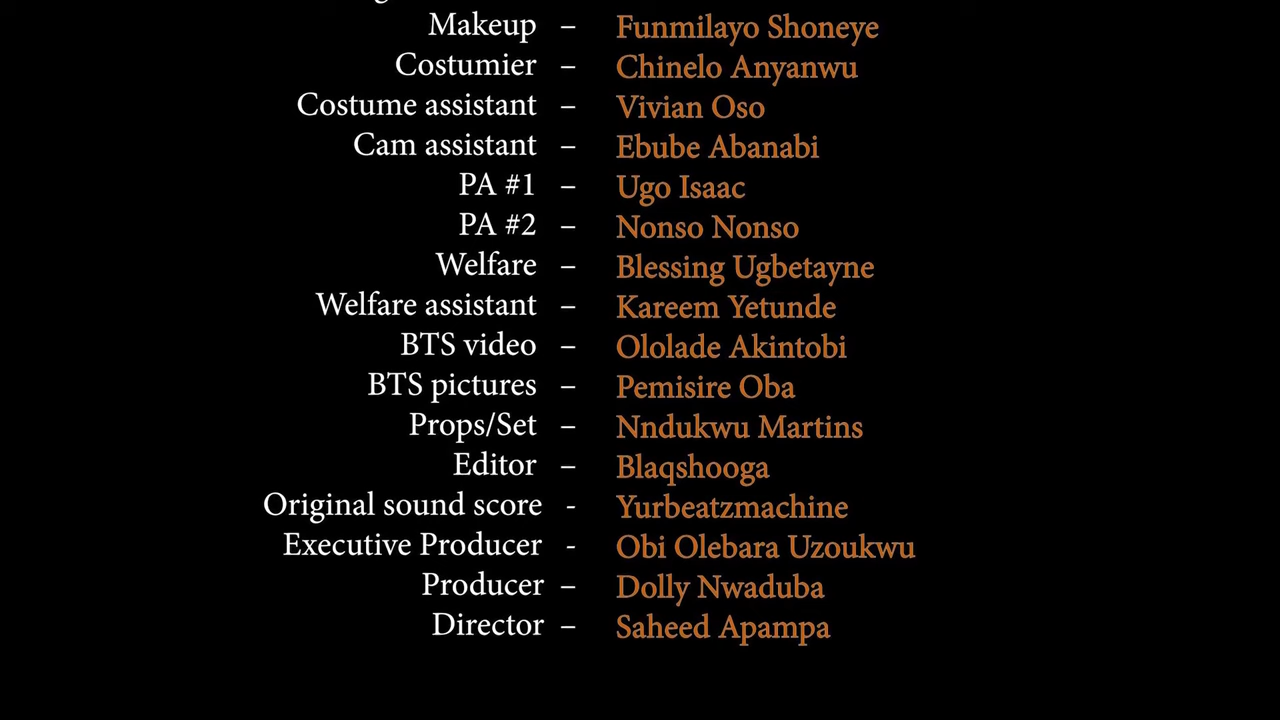 Makeup – Funmilayo Shoneye
Costumier – Chinelo Anyanwu
Costume assistant – Vivian Oso
Cam assistant – Ebube Abanabi
PA #1 – Ugo Isaac
PA #2 – Nonso Nonso
Welfare – Blessing Ugbetayne
Welfare assistant – Kareem Yetunde
BTS video – Ololade Akintobi
BTS pictures – Pemisire Oba
Props/Set – Nndukwu Martins
Editor – Blaqshooga
Original sound score - Yurbeatzmachine
Executive Producer - Obi Olebara Uzoukwu
Producer – Dolly Nwaduba
Director – Saheed Apampa